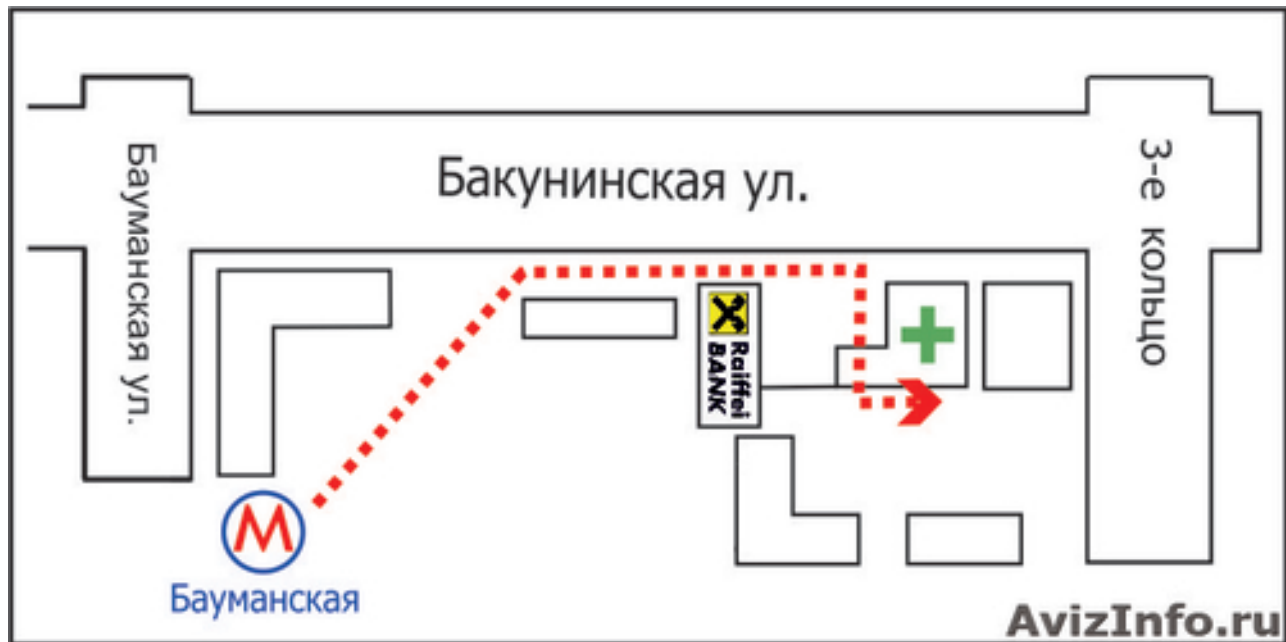 Бакунинская ул.
Бауманская ул.
3-е кольцо
Raiffei
BANK
М
Бауманская
AvizInfo.ru